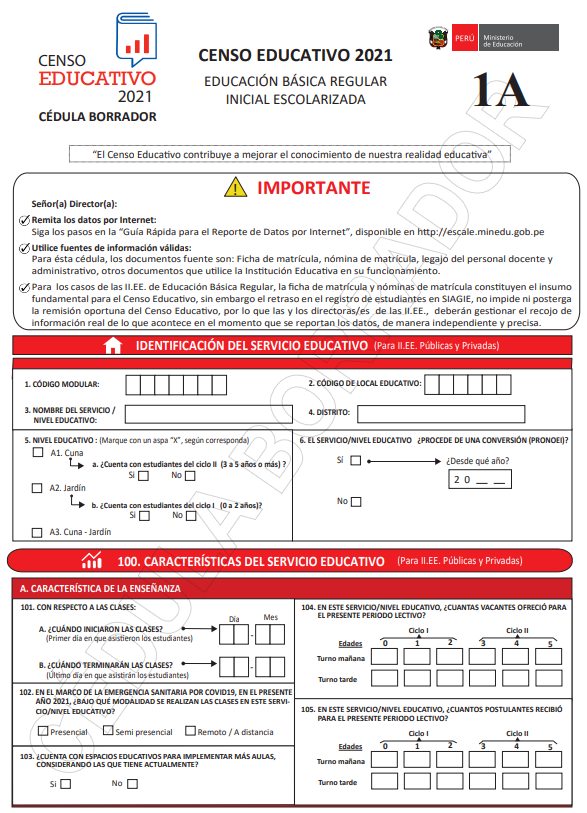 CENSO
EDUCATIVO
2021
CÉDULA BORRADOR
CENSO EDUCATIVO 2021
EDUCACIÓN BÁSICA REGULAR
INICIAL ESCOLARIZADA
PERÚ
Ministerio
de Educación
1A
“El Censo Educativo contribuye a mejorar el conocimiento de nuestra realidad educativa”
IMPORTANTE
Señor(a) Director(a):
Remita los datos por Internet:
Siga los pasos en la “Guía Rápida para el Reporte de Datos por Internet”, disponible en http://escale.minedu.gob.pe
Utilice fuentes de información válidas:
Para ésta cédula, los documentos fuente son: Ficha de matrícula, nómina de matrícula, legajo del personal docente y
administrativo, otros documentos que utilice la Institución Educativa en su funcionamiento.
Para los casos de las II.EE. de Educación Básica Regular, la ficha de matrícula y nóminas de matrícula constituyen el insumo
fundamental para el Censo Educativo, sin embargo el retraso en el registro de estudiantes en SIAGIE, no impide ni posterga
la remisión oportuna del Censo Educativo, por lo que las y los directoras/es de las II.EE., deberán gestionar el recojo de
información real de lo que acontece en el momento que se reportan los datos, de manera independiente y precisa.
IDENTIFICACIÓN DEL SERVICIO EDUCATIVO (Para II.EE. Públicas y Privadas)
1. CÓDIGO MODULAR:
2. CÓDIGO DE LOCAL EDUCATIVO:
3. NOMBRE DEL SERVICIO /
NIVEL EDUCATIVO:
4. DISTRITO:
5. NIVEL EDUCATIVO : (Marque con un aspa “X”, según corresponda)
A1. Cuna
a. ¿Cuenta con estudiantes del ciclo II (3 a 5 años o más) ?
Si No
A2. Jardín
b. ¿Cuenta con estudiantes del ciclo I (0 a 2 años)?
Si No
A3. Cuna - Jardín
6. EL SERVICIO/NIVEL EDUCATIVO ¿PROCEDE DE UNA CONVERSIÓN (PRONOEI)?
Sí
¿Desde qué año?
2 0 __ __
No
100. CARACTERÍSTICAS DEL SERVICIO EDUCATIVO (Para II.EE. Públicas y Privadas)
A. CARACTERÍSTICA DE LA ENSEÑANZA
101. CON RESPECTO A LAS CLASES:
Día Mes
A. ¿CUÁNDO INICIARON LAS CLASES?
(Primer día en que asistieron los estudiantes)
-
B. ¿CÚANDO TERMINARÁN LAS CLASES?
(Último día en que asistirán los estudiantes)
-
102. EN EL MARCO DE LA EMERGENCIA SANITARIA POR COVID19, EN EL PRESENTE
AÑO 2021, ¿BAJO QUÉ MODALIDAD SE REALIZAN LAS CLASES EN ESTE SERVI-
CIO/NIVEL EDUCATIVO?
Presencial Semi presencial Remoto / A distancia
103. ¿CUENTA CON ESPACIOS EDUCATIVOS PARA IMPLEMENTAR MÁS AULAS,
CONSIDERANDO LAS QUE TIENE ACTUALMENTE?
Si No
104. EN ESTE SERVICIO/NIVEL EDUCATIVO, ¿CUANTAS VACANTES OFRECIÓ PARA
EL PRESENTE PERIODO LECTIVO?
Ciclo I Ciclo II
Edades 0 1 2 3 4 5
Turno mañana
Turno tarde
105. EN ESTE SERVICIO/NIVEL EDUCATIVO, ¿CUANTOS POSTULANTES RECIBIÓ
PARA EL PRESENTE PERIODO LECTIVO?
Ciclo I Ciclo II
Edades 0 1 2 3 4 5
Turno mañana
Turno tarde
CEDULA BORRADOR